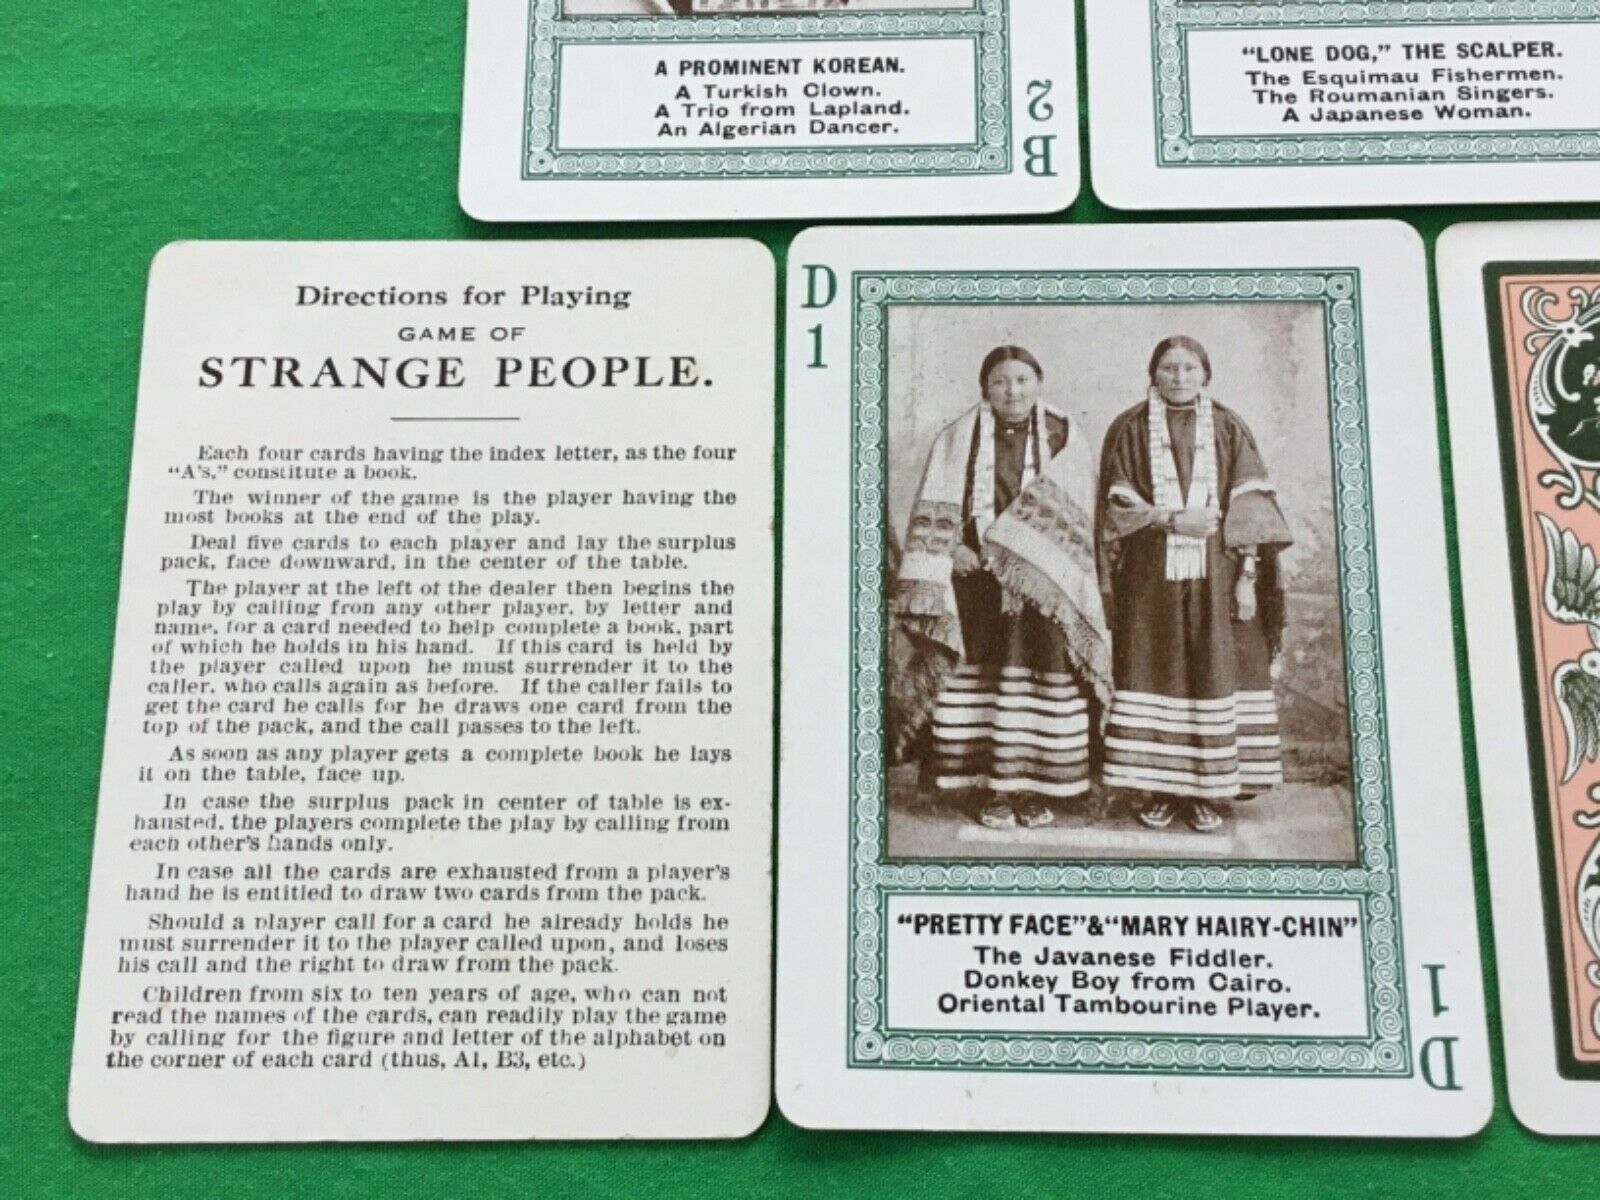 A PROMINENT KOREAN.
A Turkish Clown.
A Trio from Lapland.
An Algerian Dancer.
2
B
"LONE DOG," THE SCALPER.
The Esquimau Fishermen.
The Roumanian Singers.
A Japanese Woman.
Directions for Playing
GAME OF
STRANGE PEOPLE.
Each four cards having the index letter, as the four
"A's," constitute a book.
The winner of the game is the player having the
most books at the end of the play.
Deal five cards to each player and lay the surplus
pack, face downward, in the center of the table.
The player at the left of the dealer then begins the
play by calling fron any other player, by letter and
name, for a card needed to help complete a book, part
of which he holds in his hand. If this card is held by
the player called upon he must surrender it to the
caller, who calls again as before. If the caller fails to
get the card he calls for he draws one card from the
top of the pack, and the call passes to the left.
As soon as any player gets a complete book he lays
it on the table, face up.
In case the surplus pack in center of table is ex-
hausted, the players complete the play by calling from
each other's hands only.
In case all the cards are exhausted from a player's
hand he is entitled to draw two cards from the pack.
Should a player call for a card he already holds he
must surrender it to the player called upon, and loses
his call and the right to draw from the pack.
Children from six to ten years of age, who can not
read the names of the cards, can readily play the game
by calling for the figure and letter of the alphabet on
the corner of each card (thus, A1, B3, etc.)
D
1
"PRETTY FACE"&"MARY HAIRY-CHIN"
The Javanese Fiddler.
Donkey Boy from Cairo.
Oriental Tambourine Player.
1
D